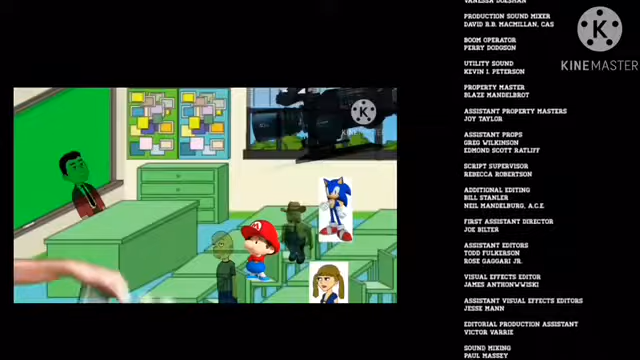 VANESSA DOLSMAN
PRODUCTION SOUND MIXER
DAVID R.B. MACMILLAN, CAS
BOOM OPERATOR
PERRY DODGSON
UTILITY SOUND
KEVIN I. PETERSON
PROPERTY MASTER
BLAZE MANDELBROT
ASSISTANT PROPERTY MASTERS
JOY TAYLOR
ASSISTANT PROPS
GREG WILKINSON
EDMOND SCOTT RATLIFF
SCRIPT SUPERVISOR
REBECCA ROBERTSON
ADDITIONAL EDITING
BILL STANLER
NEIL MANDELBURG, A.C.E.
FIRST ASSISTANT DIRECTOR
JOE BILTER
ASSISTANT EDITORS
TODD FULKERSON
ROSE GAGGARI JR.
VISUAL EFFECTS EDITOR
JAMES ANTHONWWISKI
ASSISTANT VISUAL EFFECTS EDITORS
JESSE MANN
EDITORIAL PRODUCTION ASSISTANT
VICTOR VARRIE
SOUND MIXING
PAUL MASSEY
K
KINEMASTER
K
M